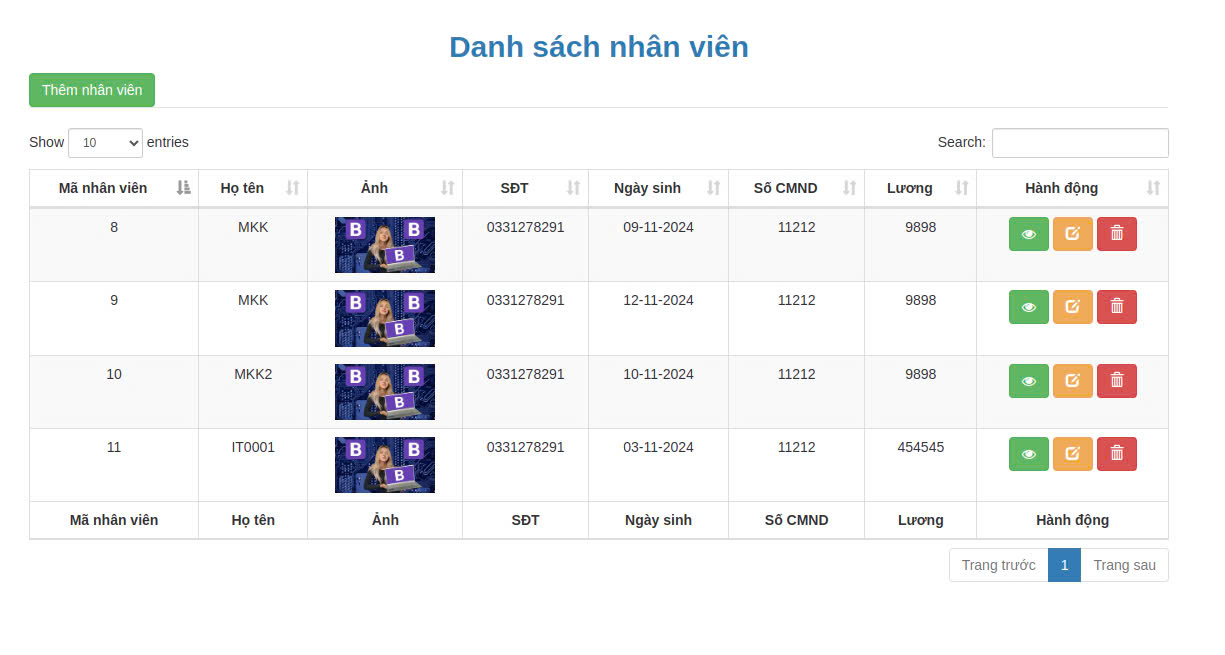 Danh sách nhân viên
Thêm nhân viên
Show 10 entries Search:
Mã nhân viên Họ tên Ảnh SĐT Ngày sinh Số CMND Lương Hành động
8 MKK B B B 0331278291 09-11-2024 11212 9898
9 MKK B B B 0331278291 12-11-2024 11212 9898
10 MKK2 B B B 0331278291 10-11-2024 11212 9898
11 IT0001 B B B 0331278291 03-11-2024 11212 454545
Mã nhân viên Họ tên Ảnh SĐT Ngày sinh Số CMND Lương Hành động
Trang trước 1 Trang sau